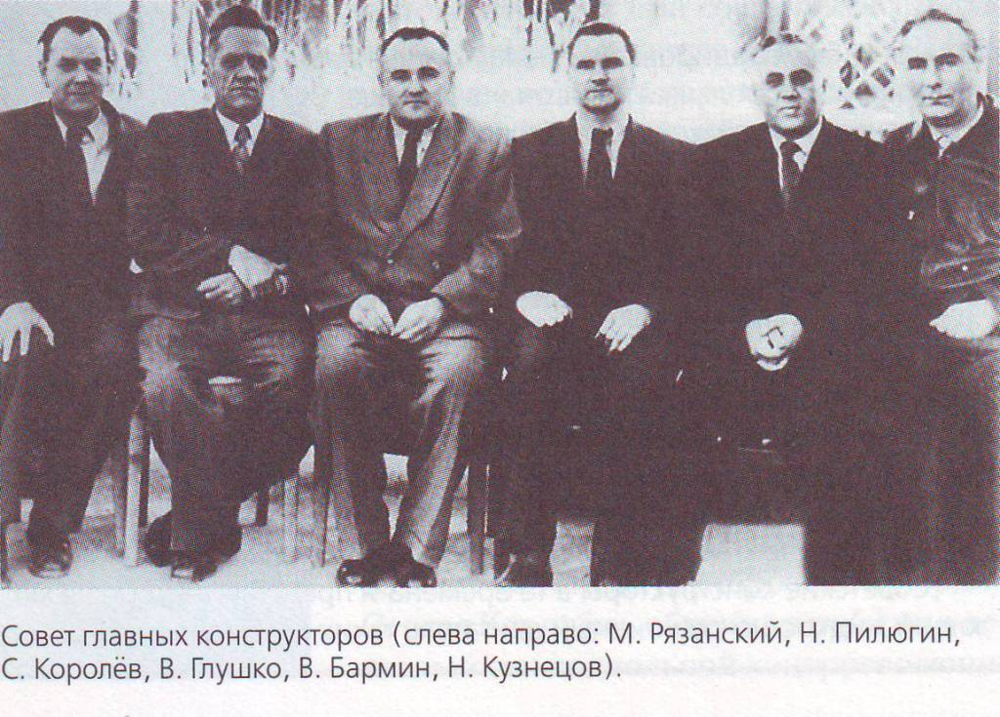 Совет главных конструкторов (слева направо: М. Рязанский, Н. Пилюгин,
С. Королёв, В. Глушко, В. Бармин, Н. Кузнецов).